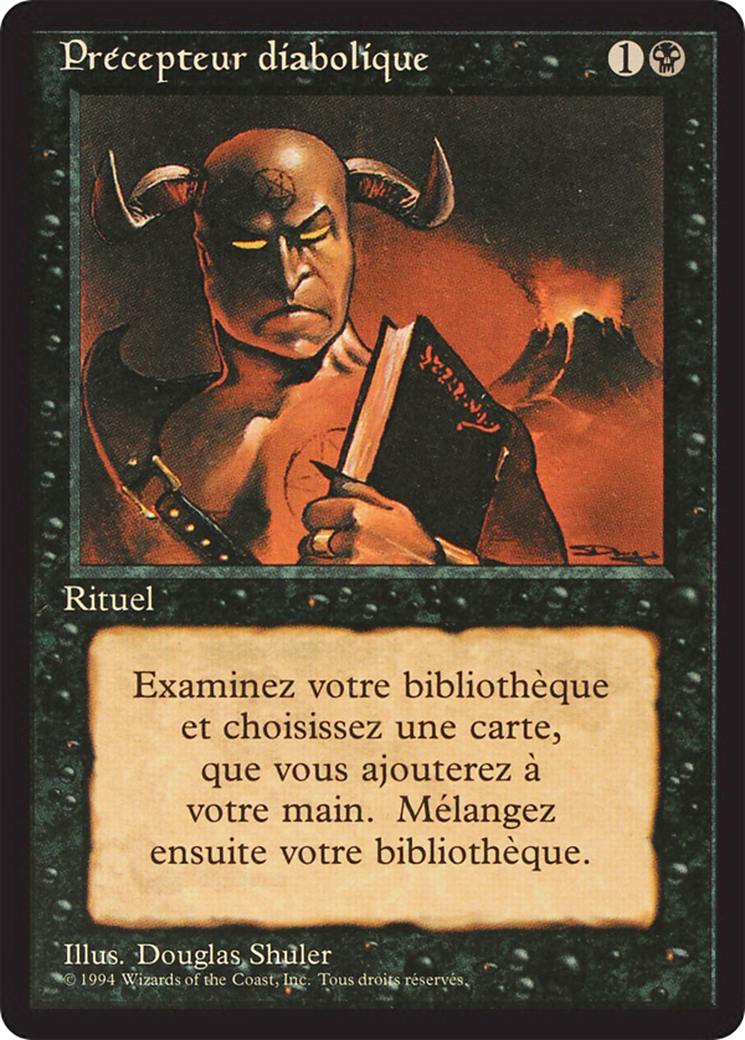 Précepteur diabolique
1
Rituel
Examinez votre bibliothèque
et choisissez une carte,
que vous ajouterez à
votre main. Mélangez
ensuite votre bibliothèque.
Illus. Douglas Shuler
© 1994 Wizards of the Coast, Inc. Tous droits réservés.